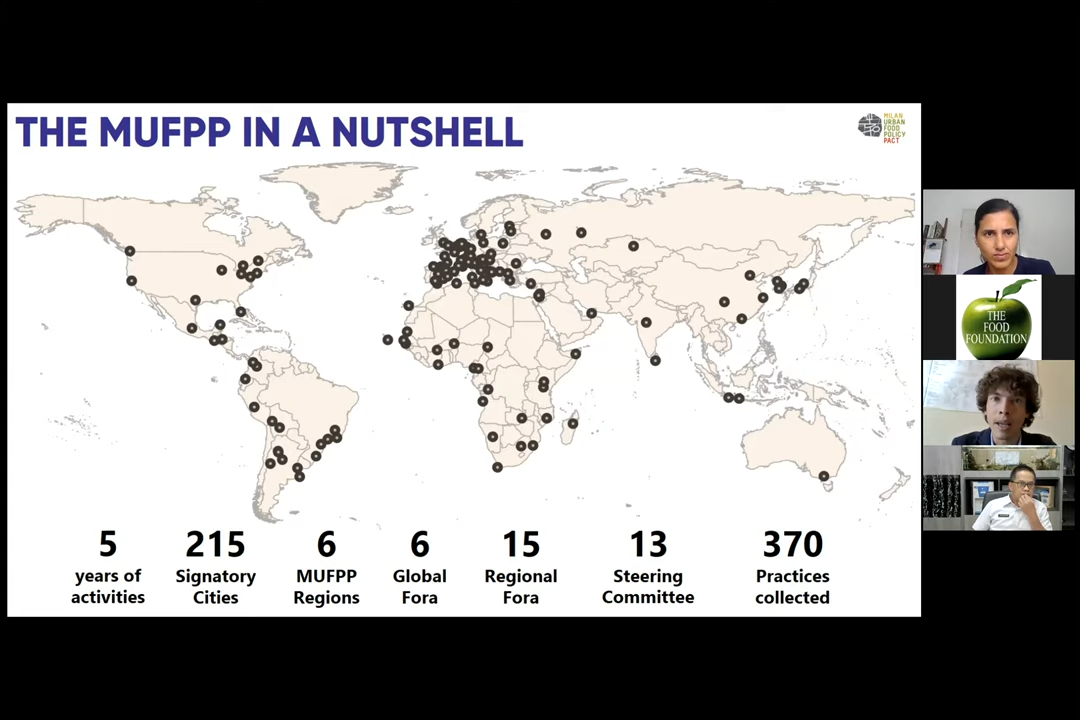 THE MUFPP IN A NUTSHELL
MILAN
URBAN
FOOD
POLICY
PACT
THE
FOOD
FOUNDATION
5
years of
activities
215
Signatory
Cities
6
MUFPP
Regions
6
Global
Fora
15
Regional
Fora
13
Steering
Committee
370
Practices
collected